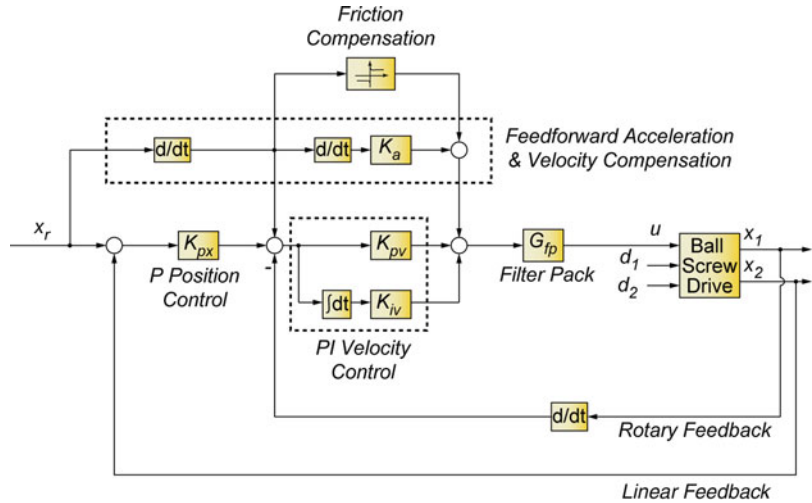 Friction
Compensation
d/dt
d/dt
K_a
Feedforward Acceleration
& Velocity Compensation
x_r
K_px
P Position
Control
-
K_pv
∫dt
K_iv
PI Velocity
Control
G_fp
Filter Pack
u
d_1
d_2
Ball
Screw
Drive
x_1
x_2
d/dt
Rotary Feedback
Linear Feedback